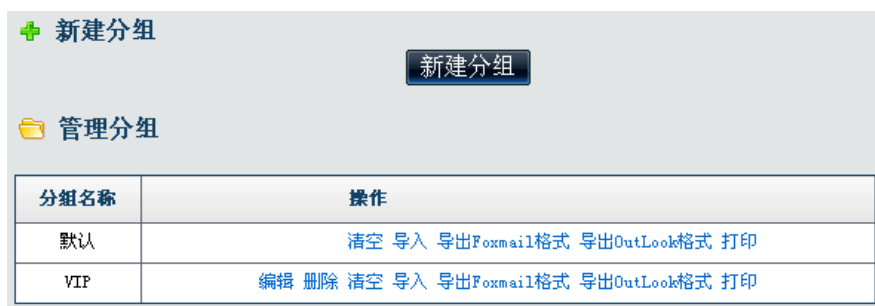 新建分组
新建分组
管理分组
分组名称 操作
默认 清空 导入 导出Foxmail格式 导出OutLook格式 打印
VIP 编辑 删除 清空 导入 导出Foxmail格式 导出OutLook格式 打印